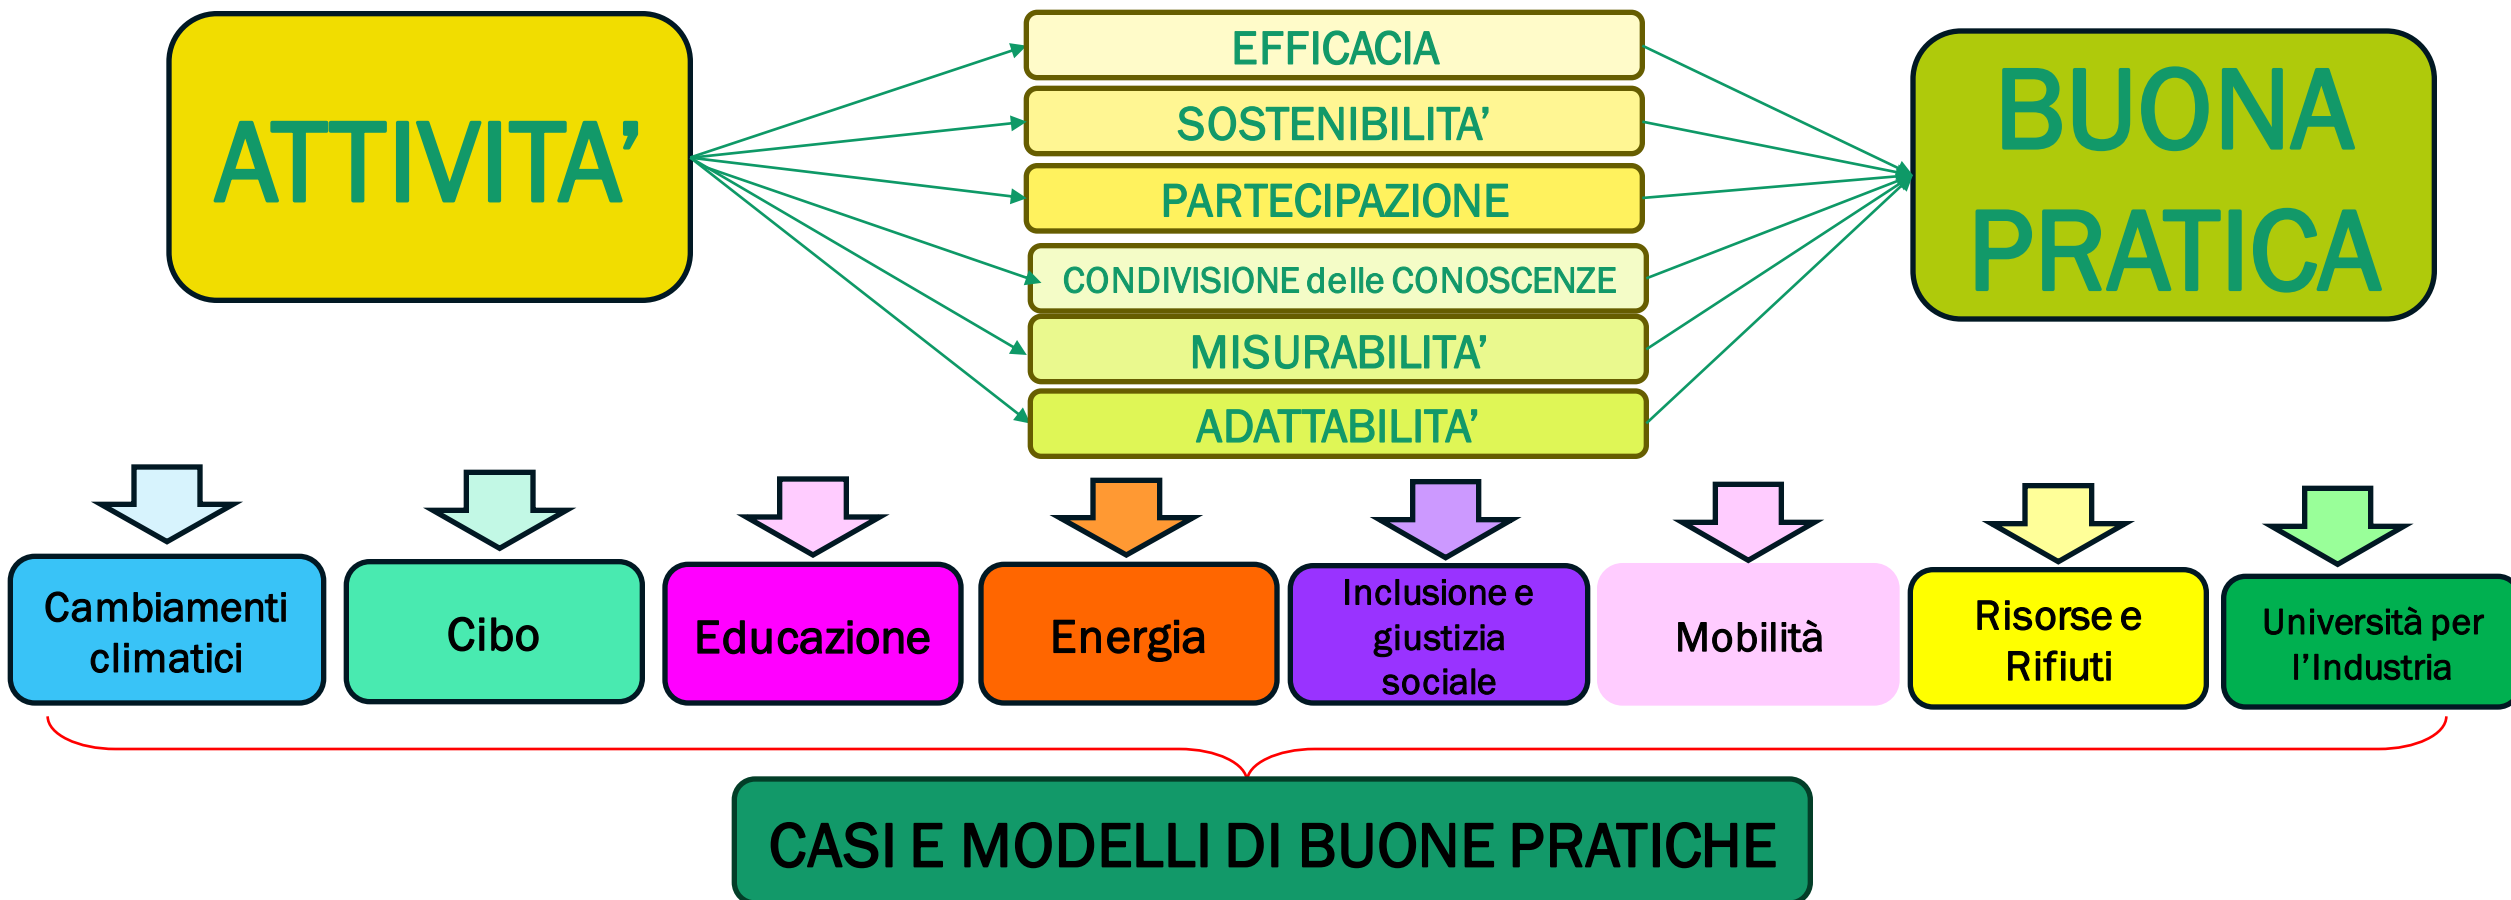 ATTIVITA’
EFFICACIA
SOSTENIBILITA’
PARTECIPAZIONE
CONDIVISIONE delle CONOSCENZE
MISURABILITA’
ADATTABILITA’
BUONA
PRATICA
Cambiamenti
climatici
Cibo
Educazione
Energia
Inclusione e
giustizia
sociale
Mobilità
Risorse e
Rifiuti
Università per
l’Industria
CASI E MODELLI DI BUONE PRATICHE